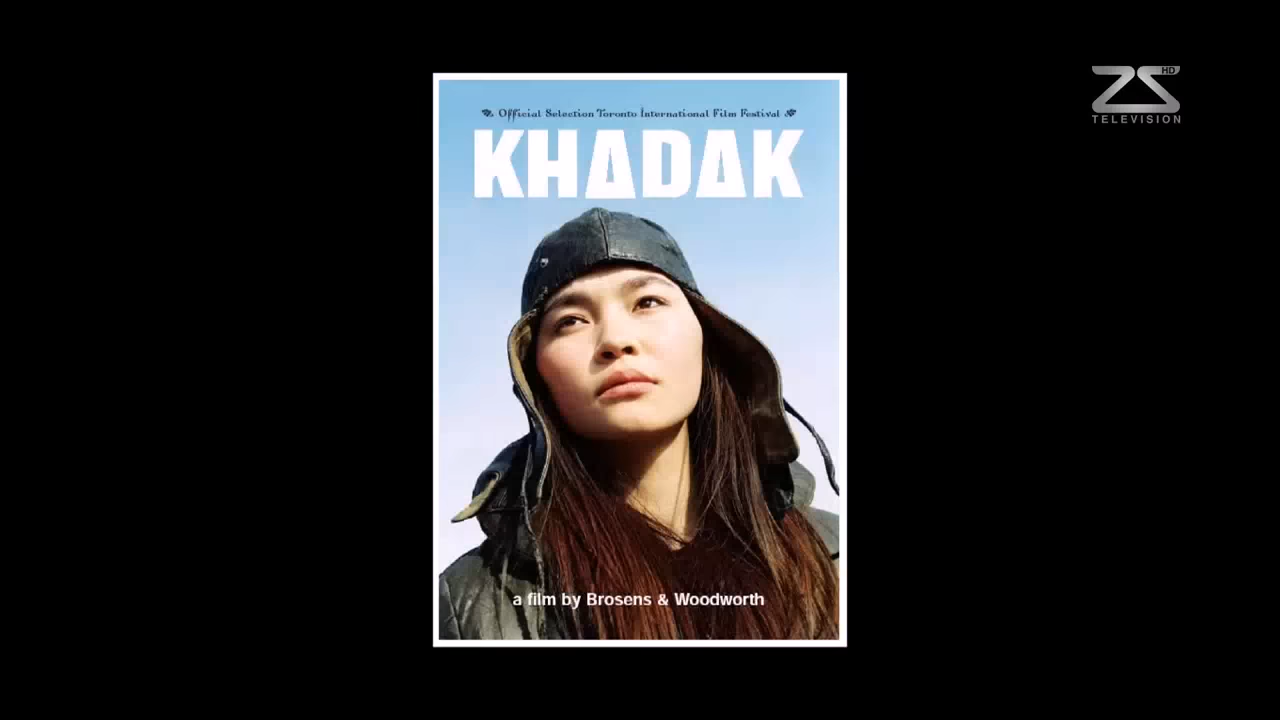 Official Selection Toronto International Film Festival
KHADAK
a film by Brosens & Woodworth
ZS HD
TELEVISION